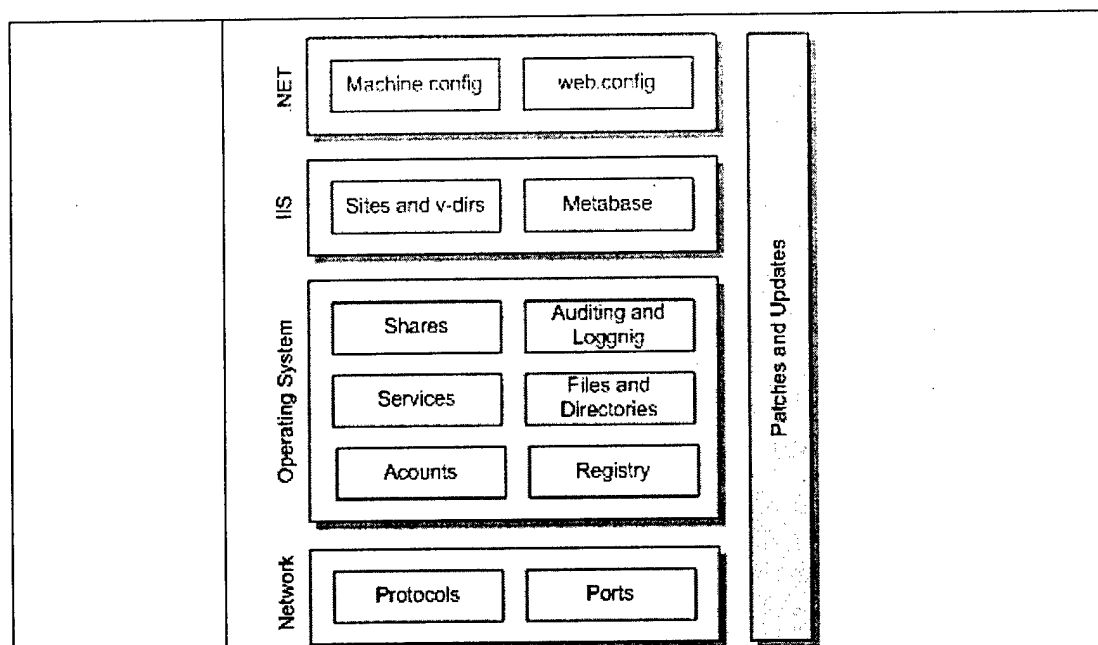 .NET
Machine.config
web.config
IIS
Sites and v-dirs
Metabase
Operating System
Shares
Auditing and
Loggnig
Services
Files and
Directories
Acounts
Registry
Network
Protocols
Ports
Patches and Updates